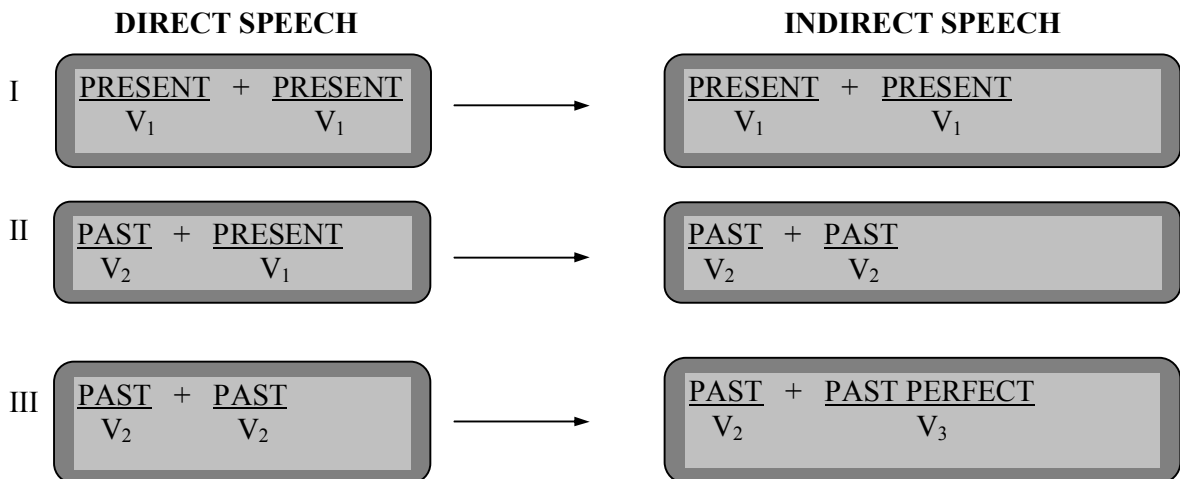 DIRECT SPEECH INDIRECT SPEECH
I PRESENT + PRESENT PRESENT + PRESENT
V₁ V₁ V₁ V₁
II PAST + PRESENT PAST + PAST
V₂ V₁ V₂ V₂
III PAST + PAST PAST + PAST PERFECT
V₂ V₂ V₂ V₃